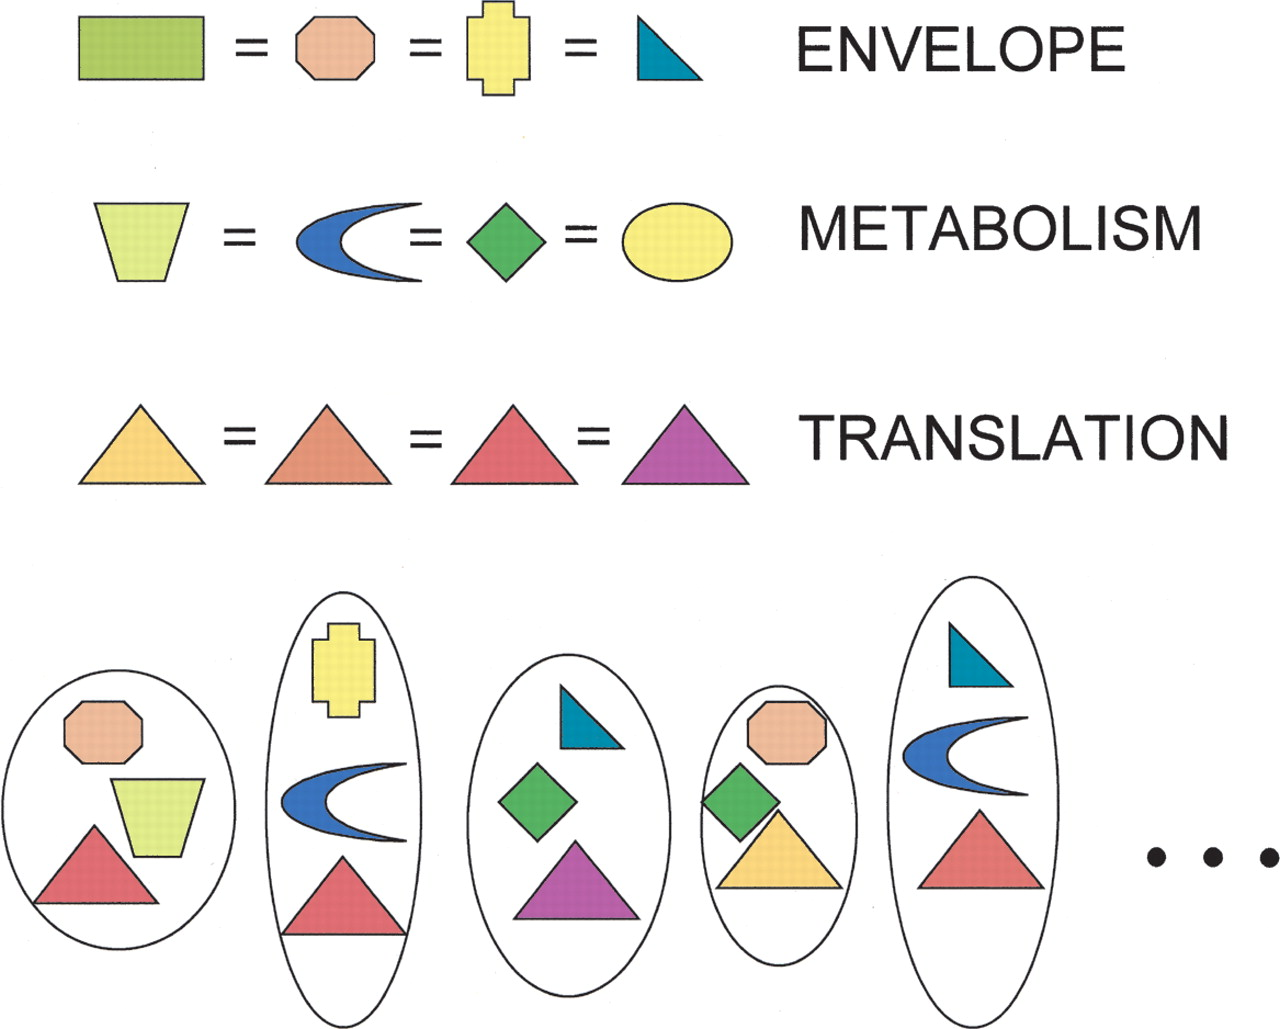 = = = ENVELOPE
= = = METABOLISM
= = = TRANSLATION
• • •